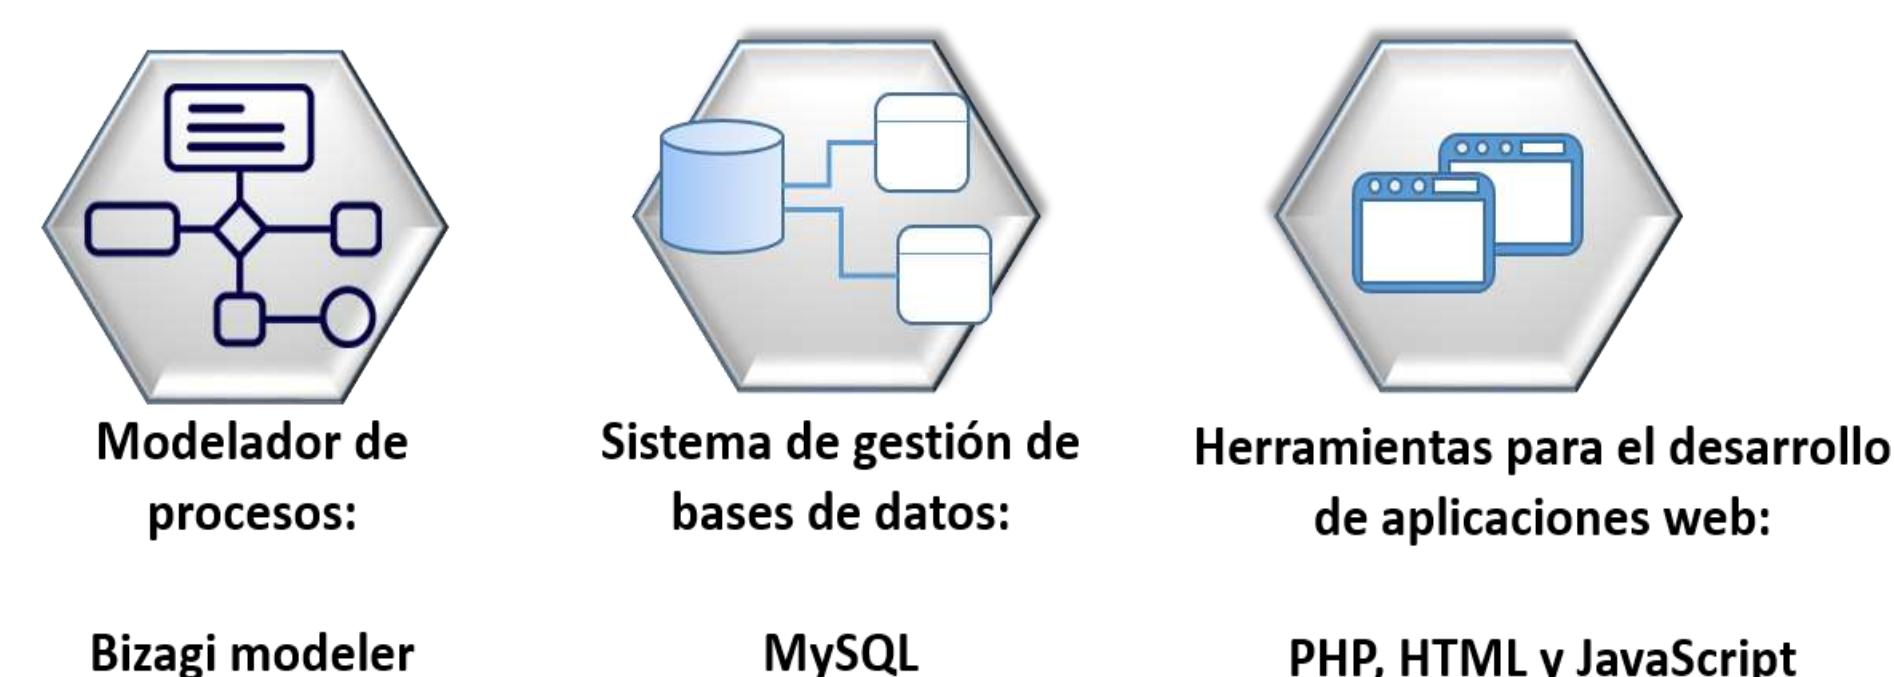 Modelador de
procesos:
Bizagi modeler
Sistema de gestión de
bases de datos:
MySQL
Herramientas para el desarrollo
de aplicaciones web:
PHP, HTML y JavaScript